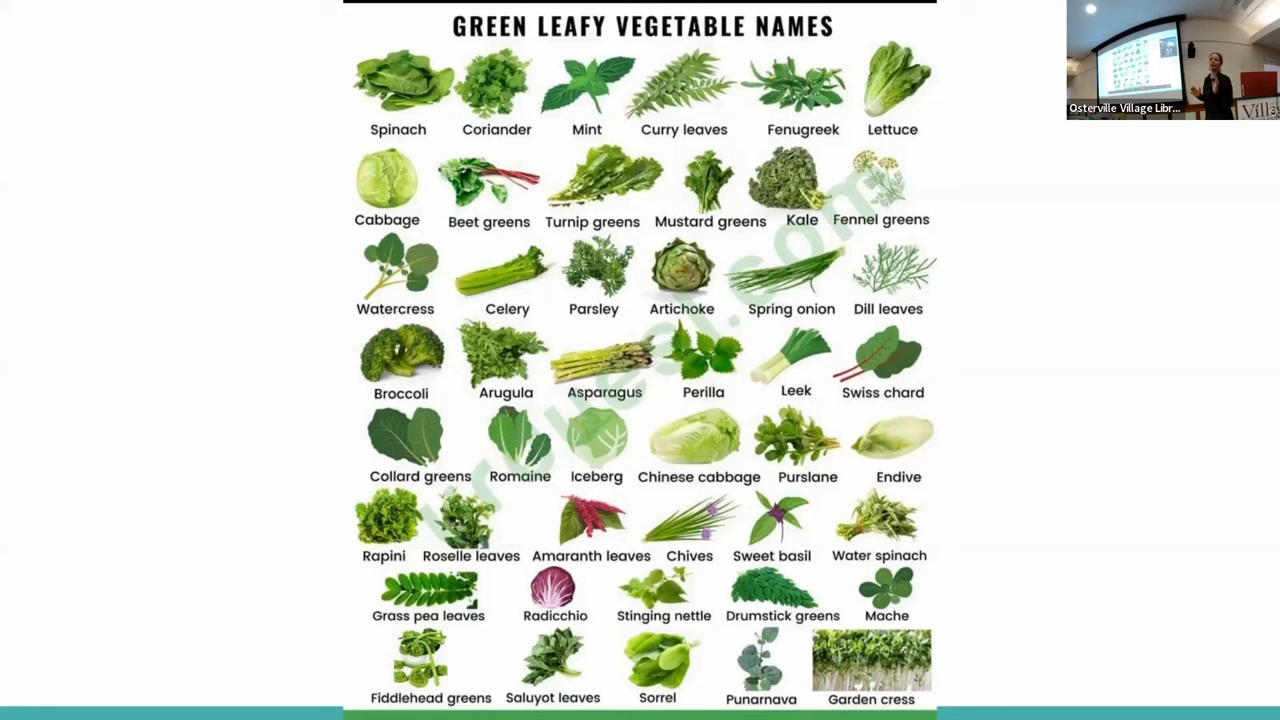 GREEN LEAFY VEGETABLE NAMES
Osterville Village Libr...
Villa
Spinach Coriander Mint Curry leaves Fenugreek Lettuce
Cabbage Beet greens Turnip greens Mustard greens Kale Fennel greens
Watercress Celery Parsley Artichoke Spring onion Dill leaves
Broccoli Arugula Asparagus Perilla Leek Swiss chard
Collard greens Romaine Iceberg Chinese cabbage Purslane Endive
Rapini Roselle leaves Amaranth leaves Chives Sweet basil Water spinach
Grass pea leaves Radicchio Stinging nettle Drumstick greens Mache
Fiddlehead greens Saluyot leaves Sorrel Punarnava Garden cress